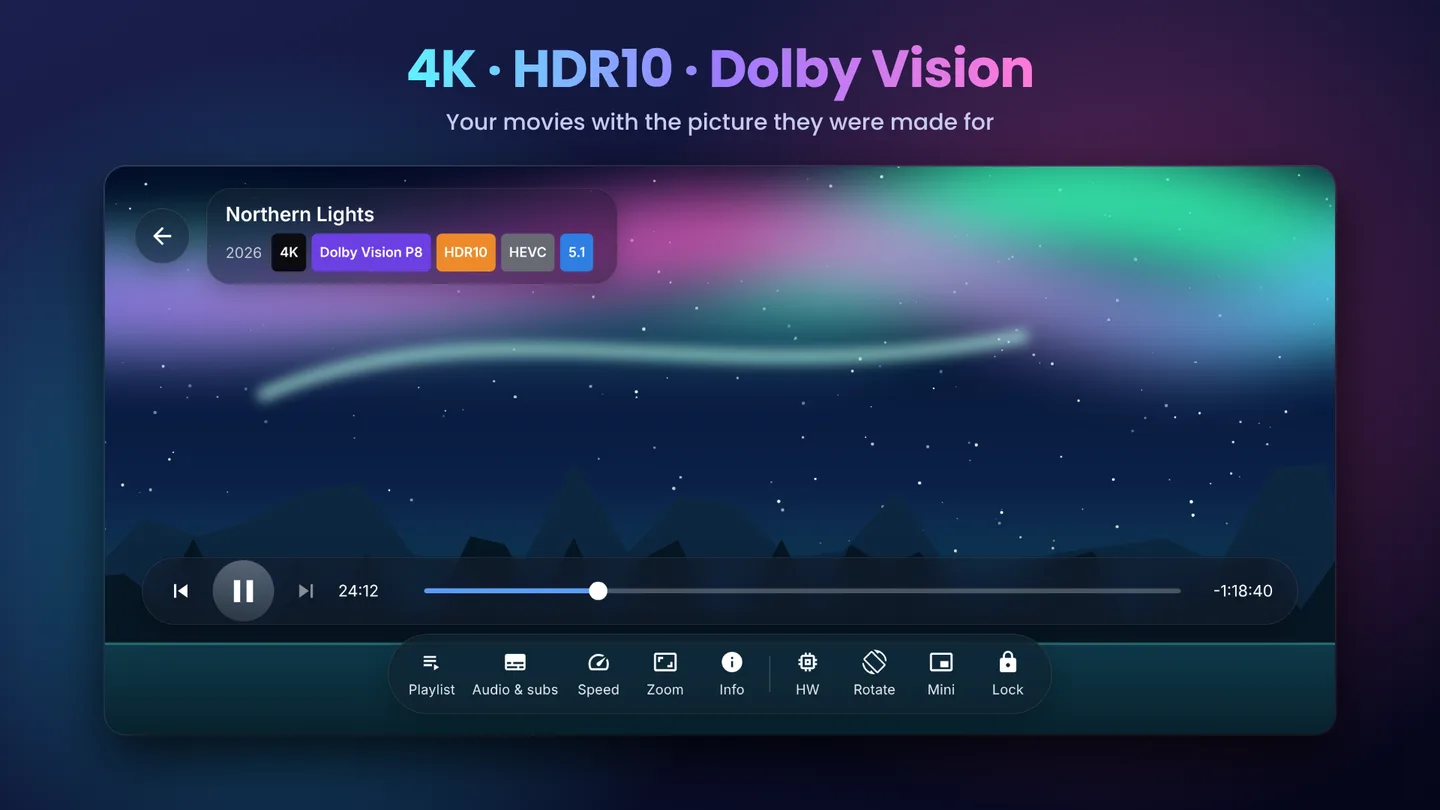 4K · HDR10 · Dolby Vision
Your movies with the picture they were made for
Northern Lights
2026 4K Dolby Vision P8 HDR10 HEVC 5.1
24:12 -1:18:40
Playlist Audio & subs Speed Zoom Info HW Rotate Mini Lock